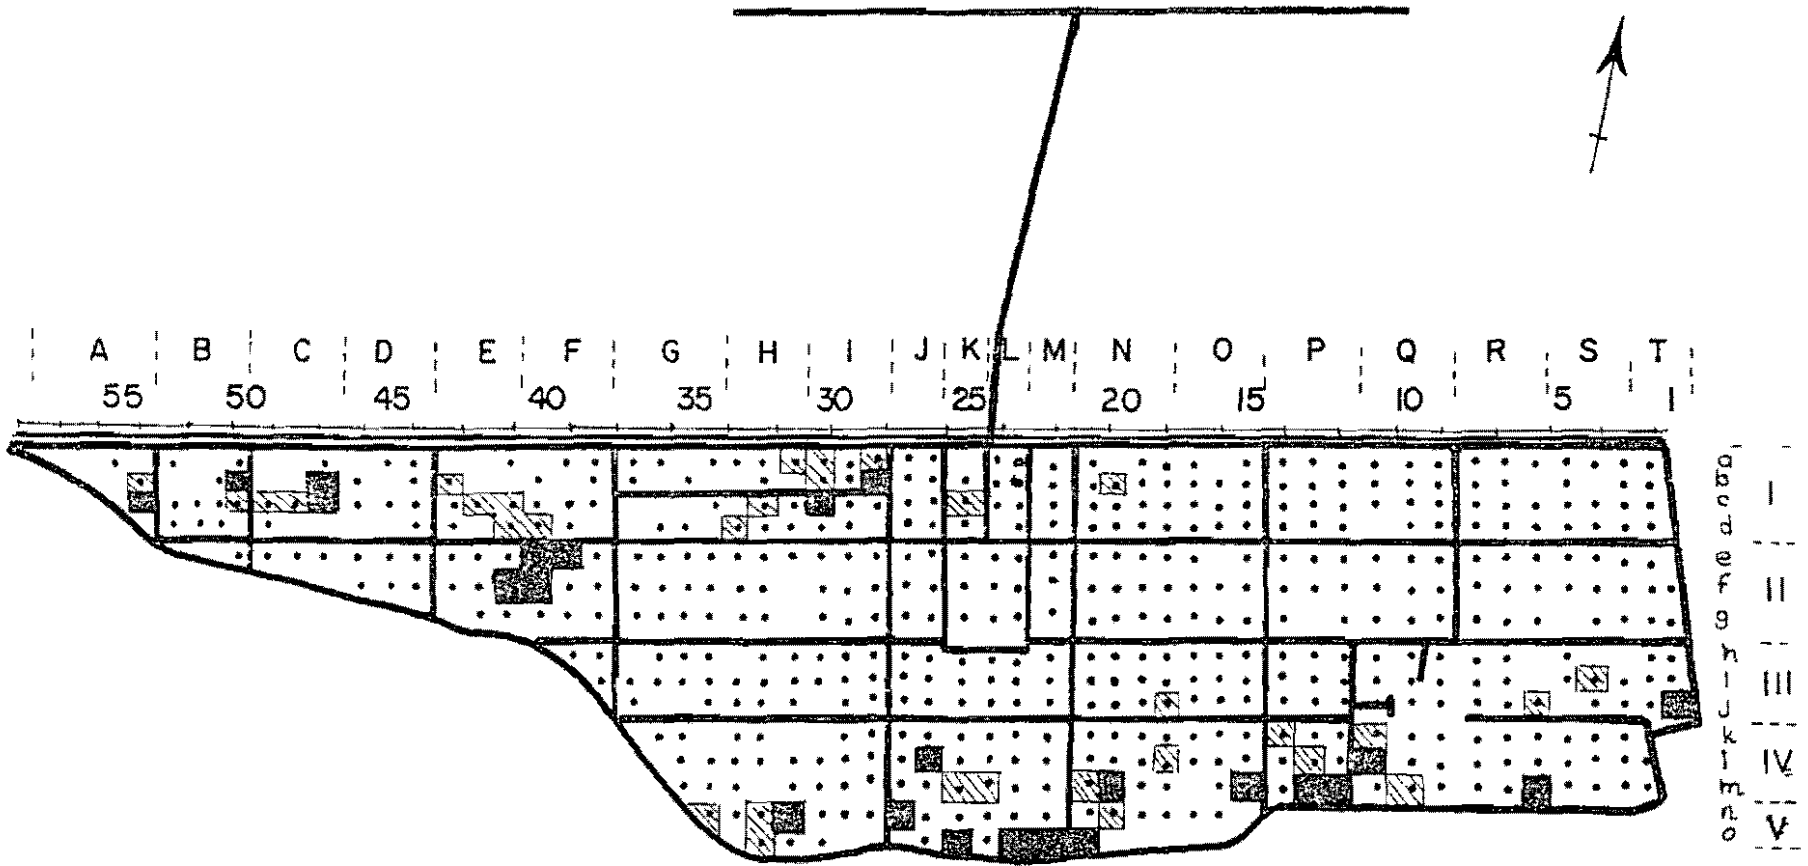 A B C D E F G H I J K L M N O P Q R S T
55 50 45 40 35 30 25 20 15 10 5 1
a
b
c
d
I
e
f
g
II
h
i
j
III
k
l
m
IV
n
o
V